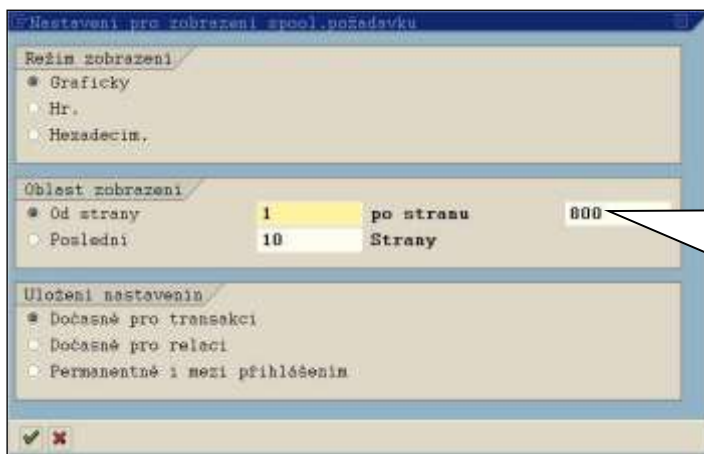 Nastavení pro zobrazení spool.požadavku
Režim zobrazení
Graficky
Hr.
Hexadecim.
Oblast zobrazení
Od strany 1 po stranu 800
Poslední 10 Strany
Uložení nastavenín
Dočasně pro transakci
Dočasně pro relaci
Permanentně i mezi přihlášením